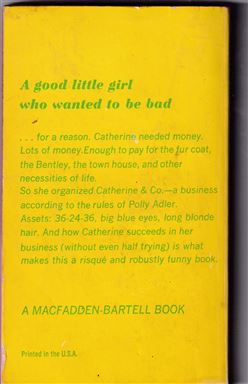 A good little girl
who wanted to be bad
. . . for a reason. Catherine needed money.
Lots of money. Enough to pay for the fur coat,
the Bentley, the town house, and other
necessities of life.
So she organized Catherine & Co.—a business
according to the rules of Polly Adler.
Assets: 36-24-36, big blue eyes, long blonde
hair. And how Catherine succeeds in her
business (without even half trying) is what
makes this a risqué and robustly funny book.
A MACFADDEN-BARTELL BOOK
Printed in the U.S.A.